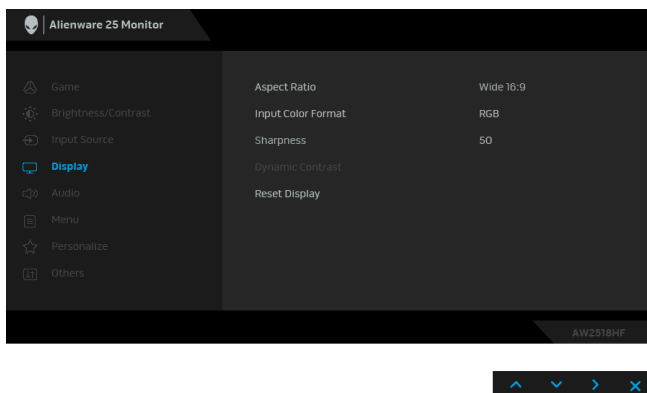 Alienware 25 Monitor
Game
Aspect Ratio Wide 16:9
Brightness/Contrast
Input Color Format RGB
Input Source
Sharpness 50
Display
Dynamic Contrast
Audio
Reset Display
Menu
Personalize
Others
AW2518HF